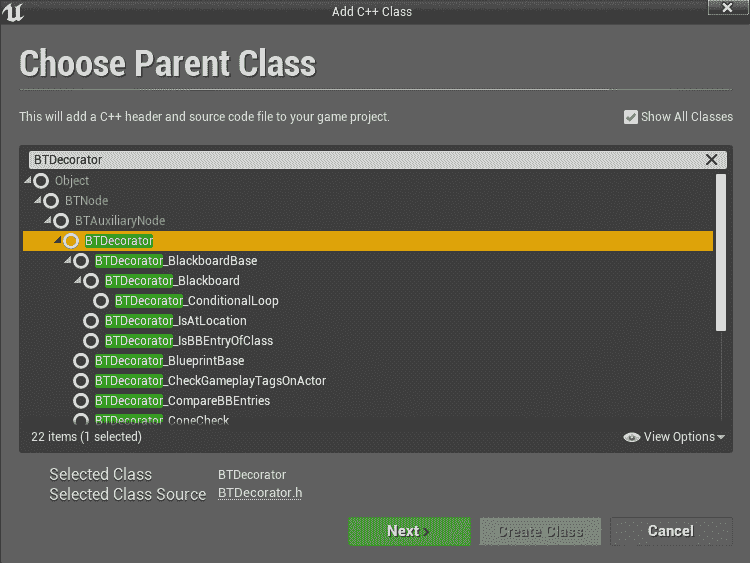 Add C++ Class
Choose Parent Class
This will add a C++ header and source code file to your game project.
Show All Classes
BTDecorator
Object
BTNode
BTAuxiliaryNode
BTDecorator
BTDecorator_BlackboardBase
BTDecorator_Blackboard
BTDecorator_ConditionalLoop
BTDecorator_IsAtLocation
BTDecorator_IsBBEntryOfClass
BTDecorator_BlueprintBase
BTDecorator_CheckGameplayTagsOnActor
BTDecorator_CompareBBEntries
BTDecorator_ConeCheck
22 items (1 selected)
View Options
Selected Class BTDecorator
Selected Class Source BTDecorator.h
Next
Create Class
Cancel